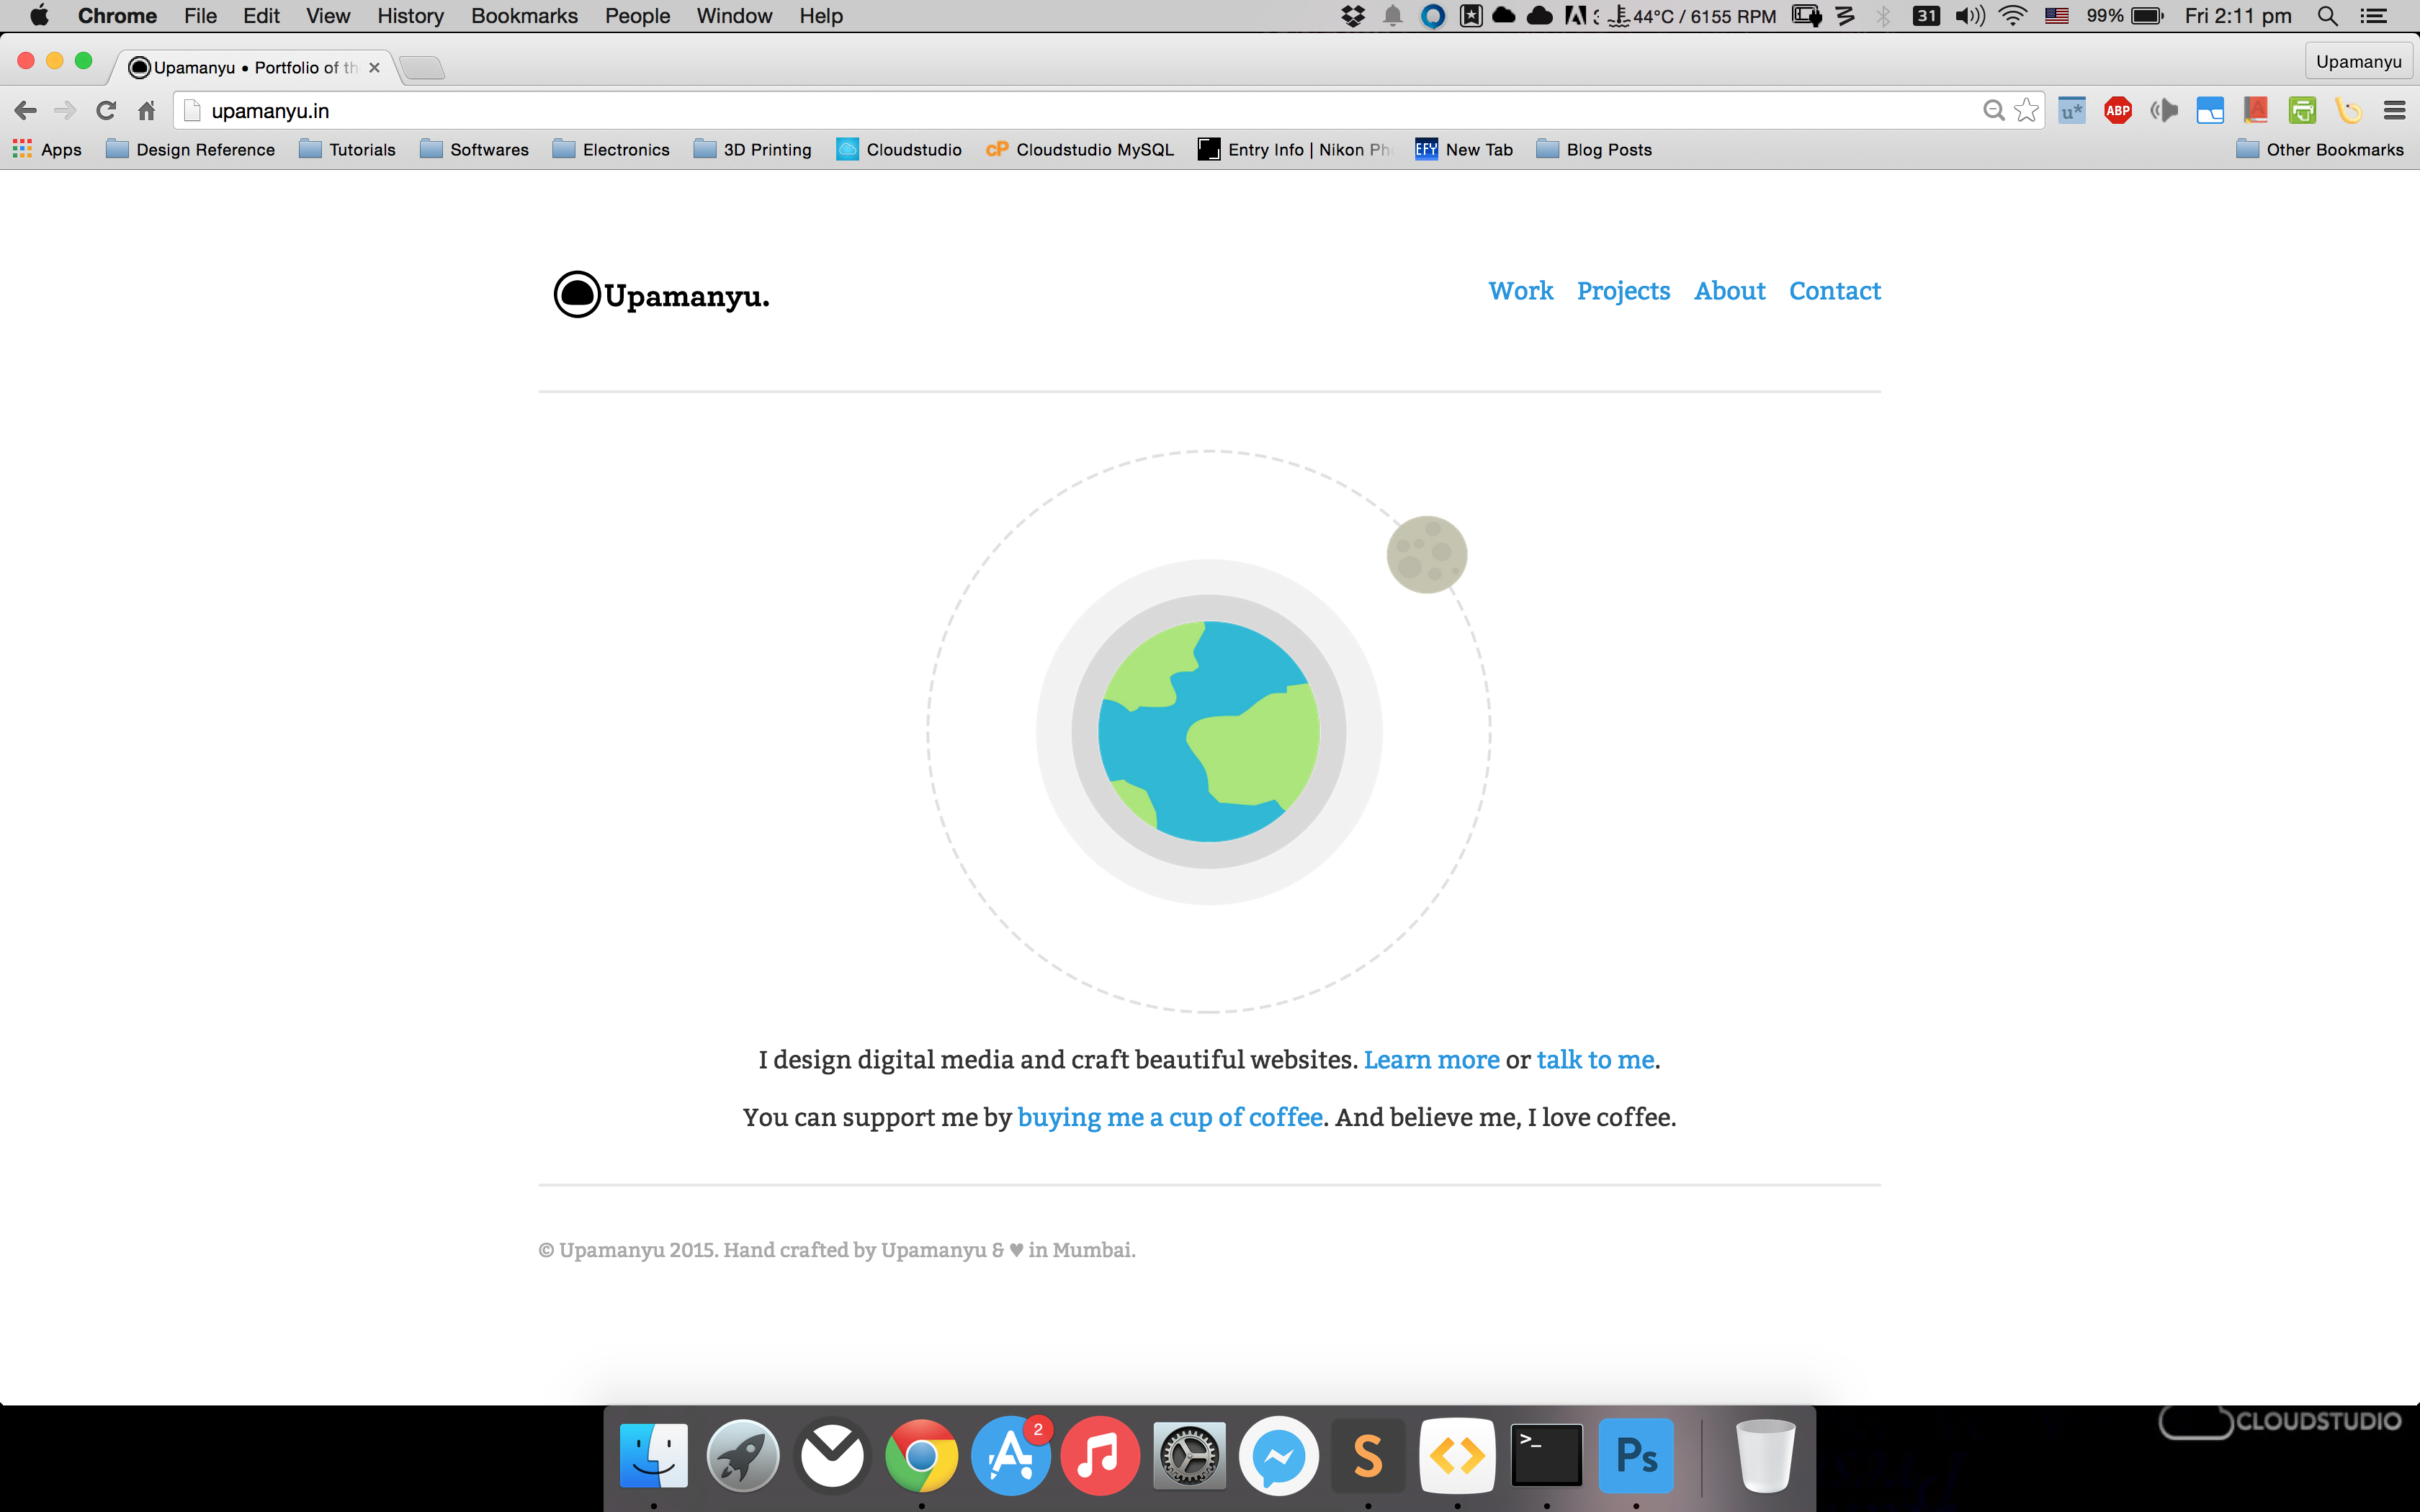 Chrome File Edit View History Bookmarks People Window Help 44°C / 6155 RPM 31 99% Fri 2:11 pm
Upamanyu • Portfolio of th Upamanyu
upamanyu.in u* ABP
Apps Design Reference Tutorials Softwares Electronics 3D Printing Cloudstudio cP Cloudstudio MySQL Entry Info | Nikon Ph EFY New Tab Blog Posts Other Bookmarks
Upamanyu.
Work Projects About Contact
I design digital media and craft beautiful websites. Learn more or talk to me.
You can support me by buying me a cup of coffee. And believe me, I love coffee.
© Upamanyu 2015. Hand crafted by Upamanyu & ♥ in Mumbai.
CLOUDSTUDIO
2 S >_ Ps